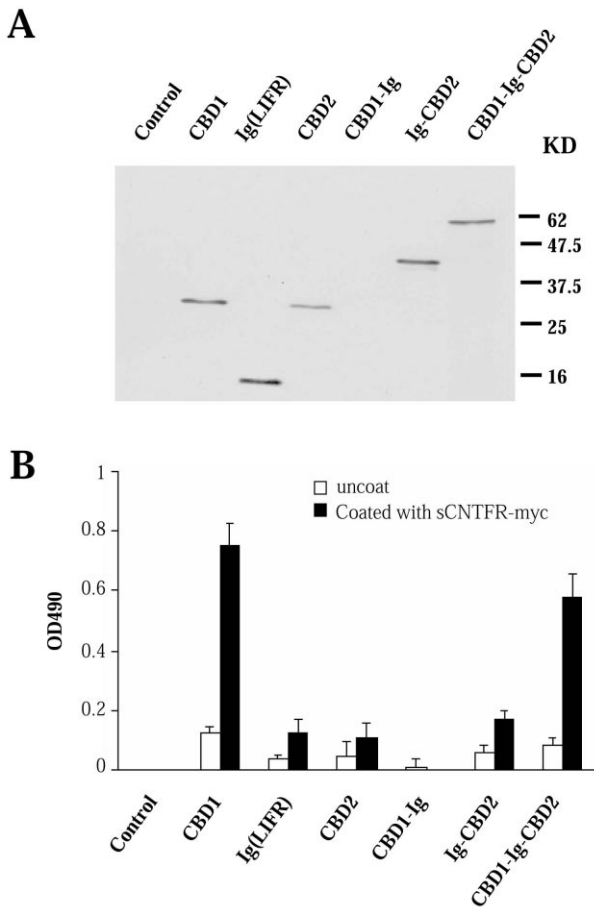 A
Control
CBD1
Ig(LIFR)
CBD2
CBD1-Ig
Ig-CBD2
CBD1-Ig-CBD2
KD
62
47.5
37.5
25
16
B
1
0.8
0.6
0.4
0.2
0
OD490
uncoat
Coated with sCNTFR-myc
Control
CBD1
Ig(LIFR)
CBD2
CBD1-Ig
Ig-CBD2
CBD1-Ig-CBD2